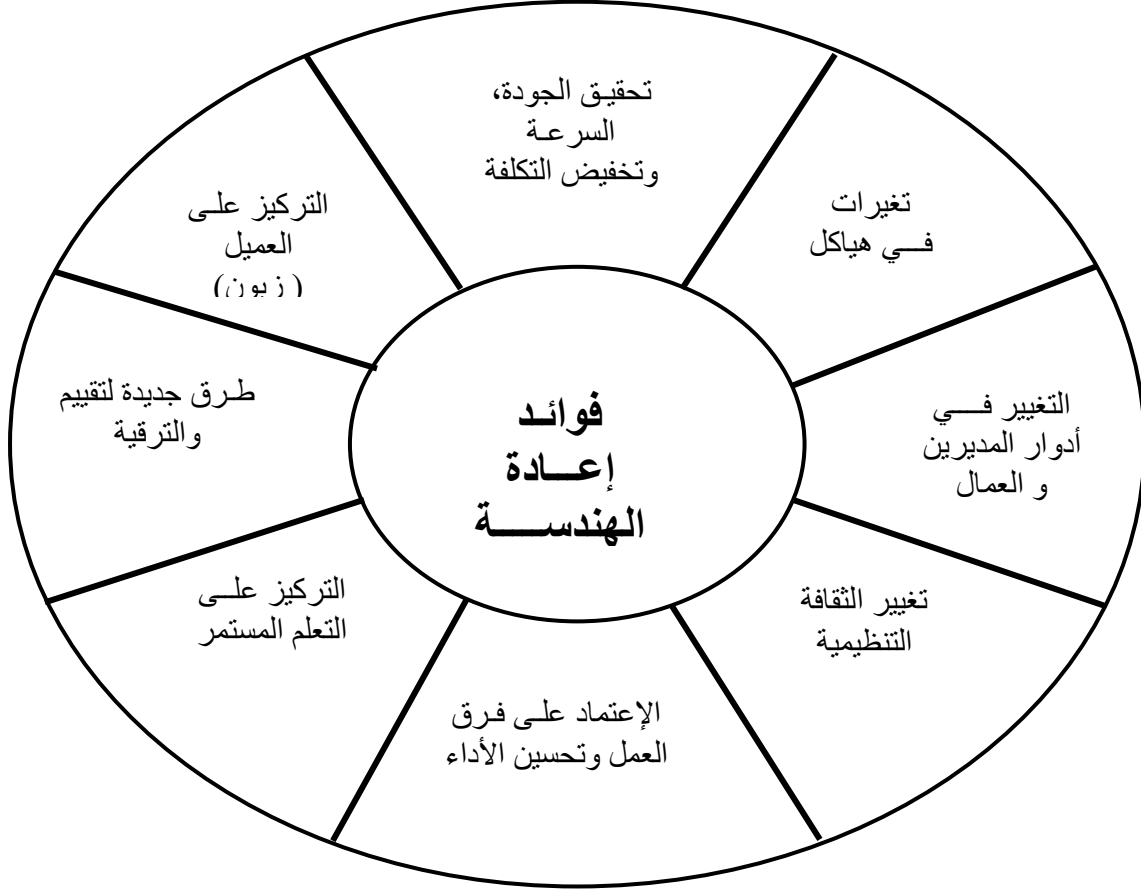 تحقيق الجودة،
السرعة
وتخفيض التكلفة
تغيرات
في هياكل
التغيير في
أدوار المديرين
و العمال
تغيير الثقافة
التنظيمية
الإعتماد على فرق
العمل وتحسين الأداء
التركيز على
التعلم المستمر
طرق جديدة لتقييم
والترقية
التركيز على
العميل
( زبون)
فوائد
إعادة
الهندسة